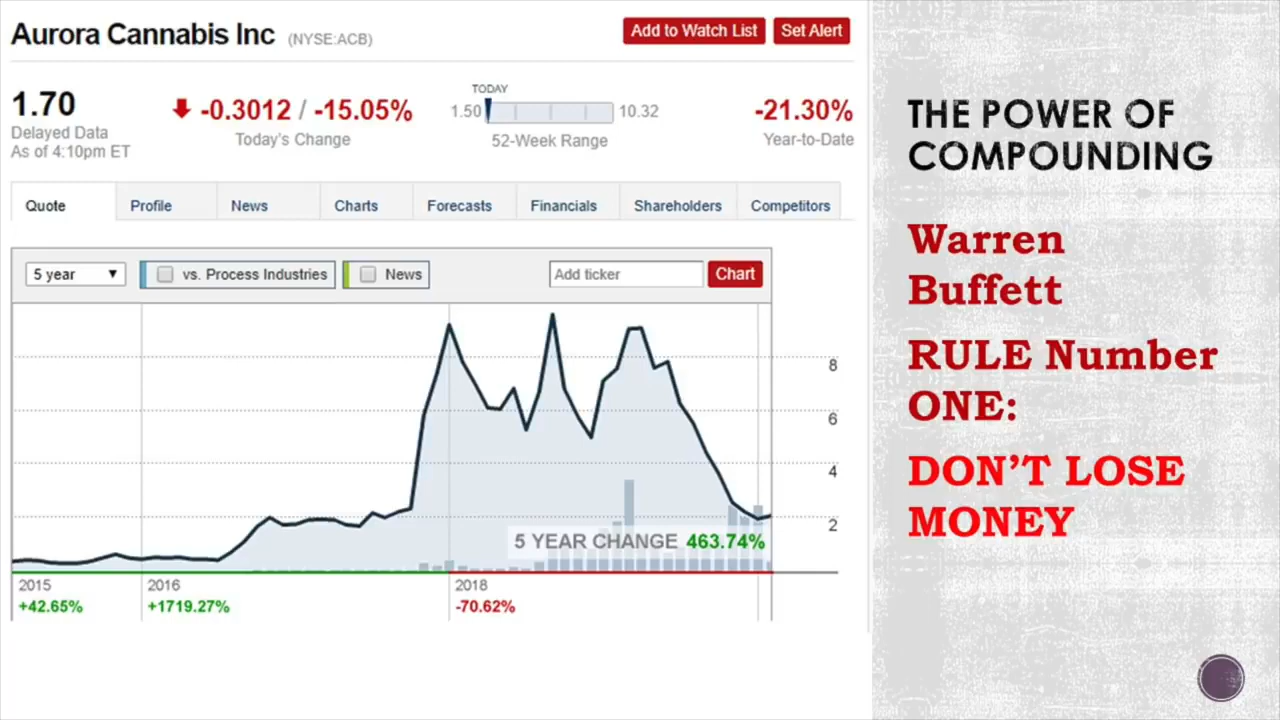 Aurora Cannabis Inc (NYSE:ACB)
Add to Watch List
Set Alert
1.70
Delayed Data
As of 4:10pm ET
-0.3012 / -15.05%
Today's Change
TODAY
1.50 10.32
52-Week Range
-21.30%
Year-to-Date
Quote Profile News Charts Forecasts Financials Shareholders Competitors
5 year vs. Process Industries News Add ticker Chart
8
6
4
2
5 YEAR CHANGE 463.74%
2015 2016 2018
+42.65% +1719.27% -70.62%
THE POWER OF
COMPOUNDING
Warren
Buffett
RULE Number
ONE:
DON’T LOSE
MONEY